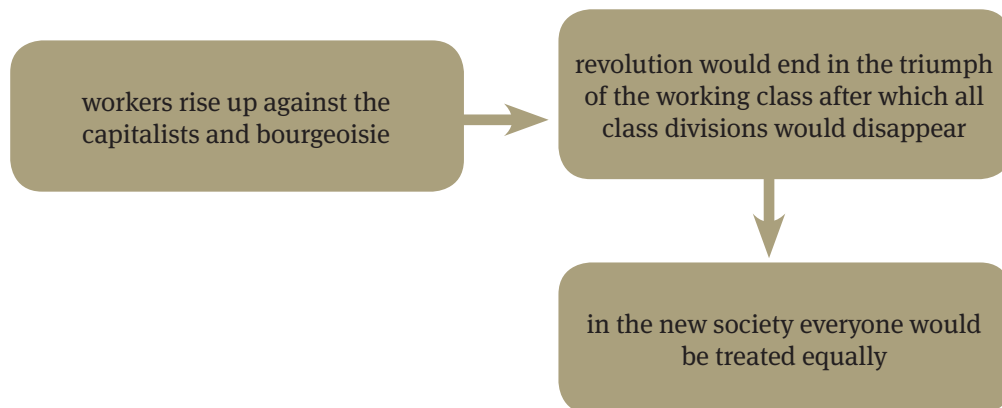 workers rise up against the
capitalists and bourgeoisie
revolution would end in the triumph
of the working class after which all
class divisions would disappear
in the new society everyone would
be treated equally